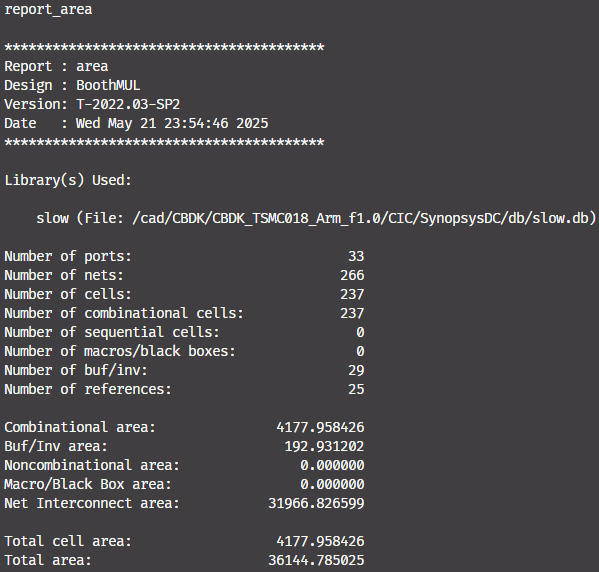 report_area
****************************************
Report : area
Design : BoothMUL
Version: T-2022.03-SP2
Date   : Wed May 21 23:54:46 2025
****************************************
Library(s) Used:
slow (File: /cad/CBDK/CBDK_TSMC018_Arm_f1.0/CIC/SynopsysDC/db/slow.db)
Number of ports: 33
Number of nets: 266
Number of cells: 237
Number of combinational cells: 237
Number of sequential cells: 0
Number of macros/black boxes: 0
Number of buf/inv: 29
Number of references: 25
Combinational area: 4177.958426
Buf/Inv area: 192.931202
Noncombinational area: 0.000000
Macro/Black Box area: 0.000000
Net Interconnect area: 31966.826599
Total cell area: 4177.958426
Total area: 36144.785025